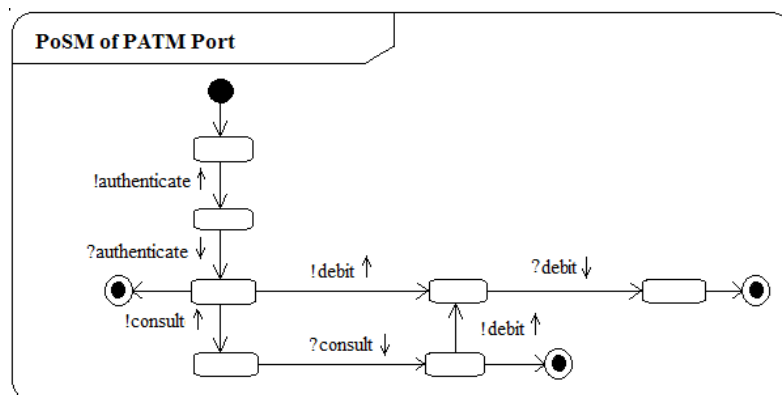 PoSM of PATM Port
!authenticate ↑
?authenticate ↓
!debit ↑
?debit ↓
!consult ↑
?consult ↓
!debit ↑